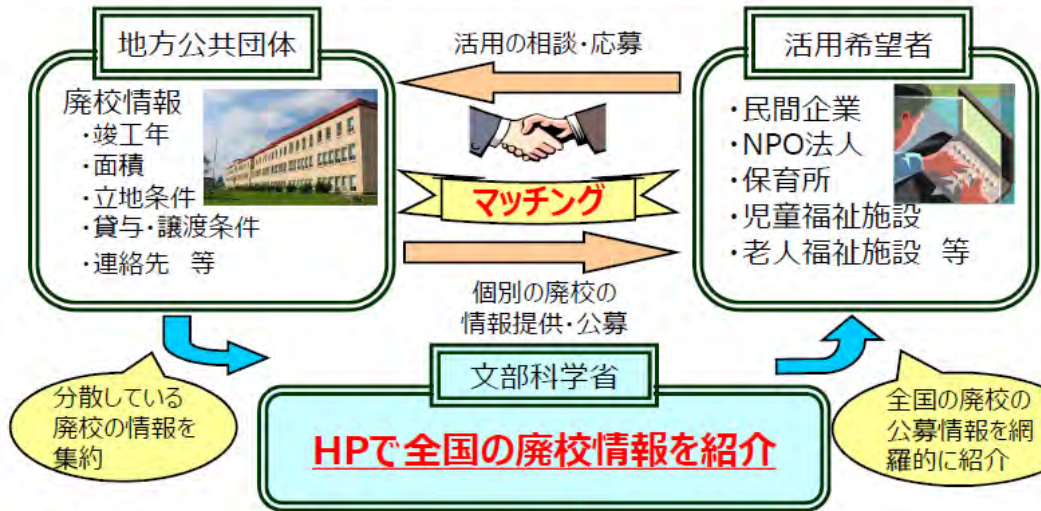 地方公共団体
廃校情報
・竣工年
・面積
・立地条件
・貸与・譲渡条件
・連絡先 等
活用の相談・応募
マッチング
個別の廃校の
情報提供・公募
活用希望者
・民間企業
・NPO法人
・保育所
・児童福祉施設
・老人福祉施設 等
分散している
廃校の情報を
集約
文部科学省
HPで全国の廃校情報を紹介
全国の廃校の
公募情報を網
羅的に紹介